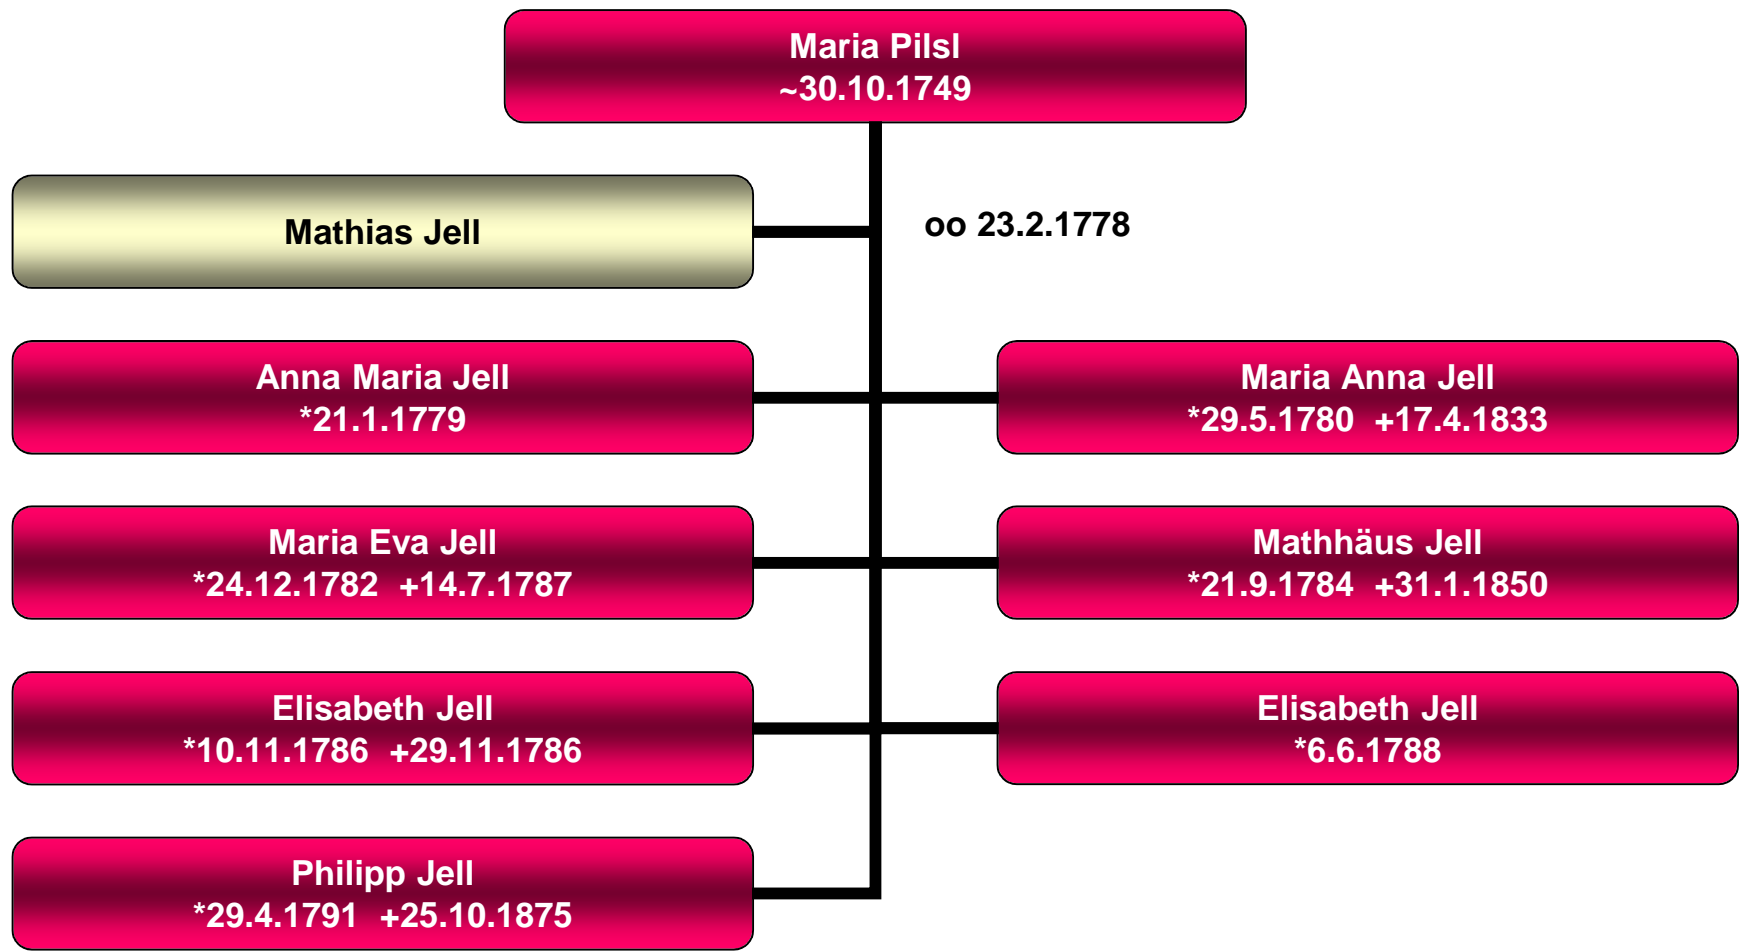 Maria Pilsl
~30.10.1749
Mathias Jell
oo 23.2.1778
Anna Maria Jell
*21.1.1779
Maria Anna Jell
*29.5.1780  +17.4.1833
Maria Eva Jell
*24.12.1782  +14.7.1787
Mathhäus Jell
*21.9.1784  +31.1.1850
Elisabeth Jell
*10.11.1786  +29.11.1786
Elisabeth Jell
*6.6.1788
Philipp Jell
*29.4.1791  +25.10.1875